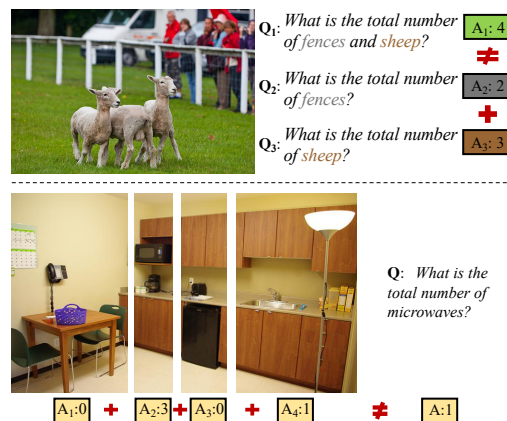 Q₁: What is the total number of fences and sheep?
A₁: 4
≠
Q₂: What is the total number of fences?
A₂: 2
+
Q₃: What is the total number of sheep?
A₃: 3
Q: What is the
total number of
microwaves?
A₁:0 + A₂:3 + A₃:0 + A₄:1 ≠ A:1